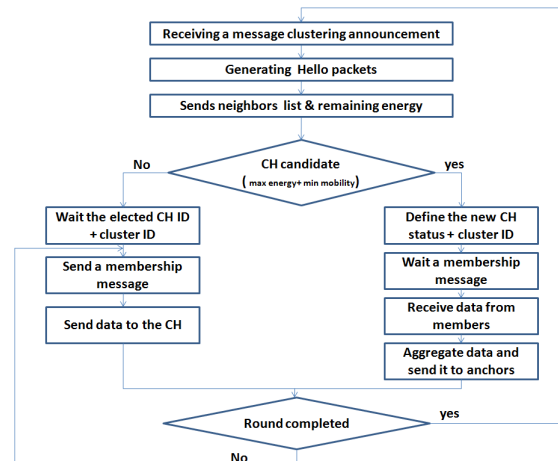 Receiving a message clustering announcement
Generating Hello packets
Sends neighbors list & remaining energy
No
CH candidate
yes
( max energy+ min mobility)
Wait the elected CH ID
+ cluster ID
Define the new CH
status + cluster ID
Send a membership
message
Wait a membership
message
Send data to the CH
Receive data from
members
Aggregate data and
send it to anchors
Round completed
yes
No